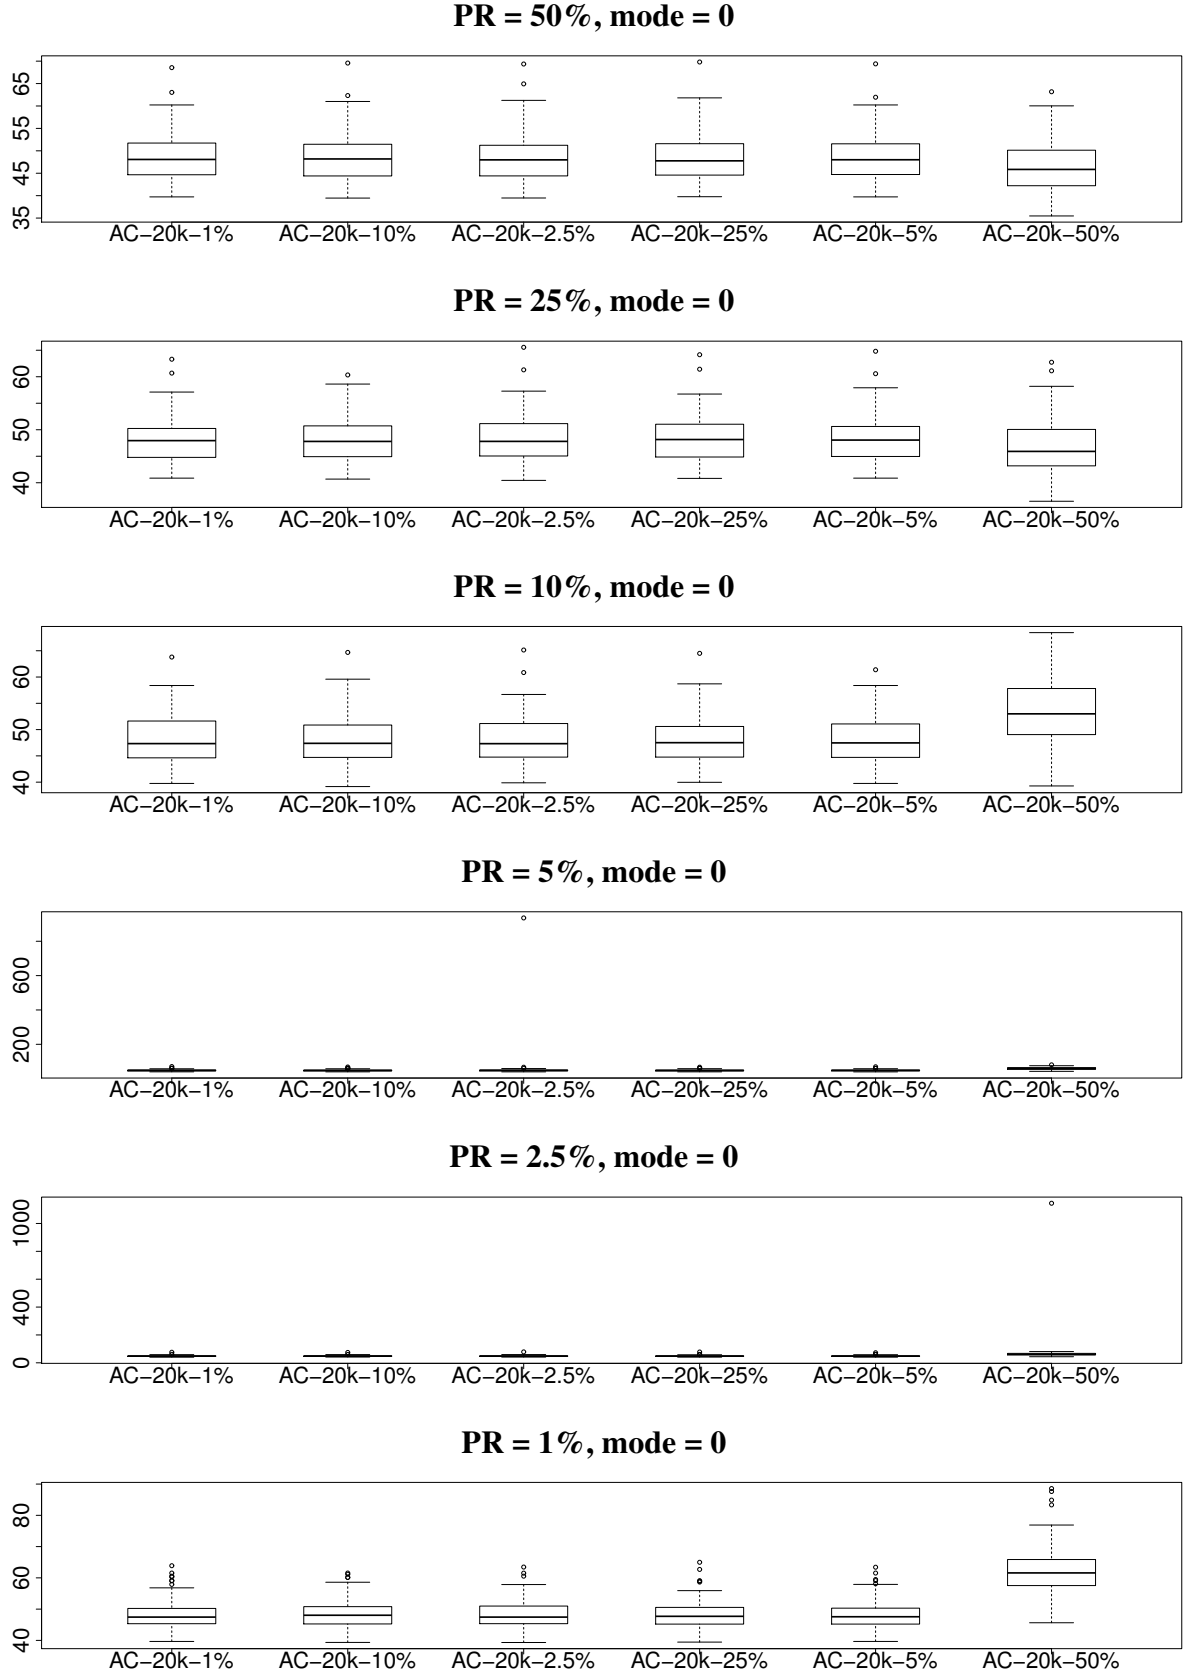 PR = 50%, mode = 0
65
55
45
35
AC−20k−1% AC−20k−10% AC−20k−2.5% AC−20k−25% AC−20k−5% AC−20k−50%
PR = 25%, mode = 0
60
50
40
AC−20k−1% AC−20k−10% AC−20k−2.5% AC−20k−25% AC−20k−5% AC−20k−50%
PR = 10%, mode = 0
60
50
40
AC−20k−1% AC−20k−10% AC−20k−2.5% AC−20k−25% AC−20k−5% AC−20k−50%
PR = 5%, mode = 0
600
200
AC−20k−1% AC−20k−10% AC−20k−2.5% AC−20k−25% AC−20k−5% AC−20k−50%
PR = 2.5%, mode = 0
1000
400
0
AC−20k−1% AC−20k−10% AC−20k−2.5% AC−20k−25% AC−20k−5% AC−20k−50%
PR = 1%, mode = 0
80
60
40
AC−20k−1% AC−20k−10% AC−20k−2.5% AC−20k−25% AC−20k−5% AC−20k−50%